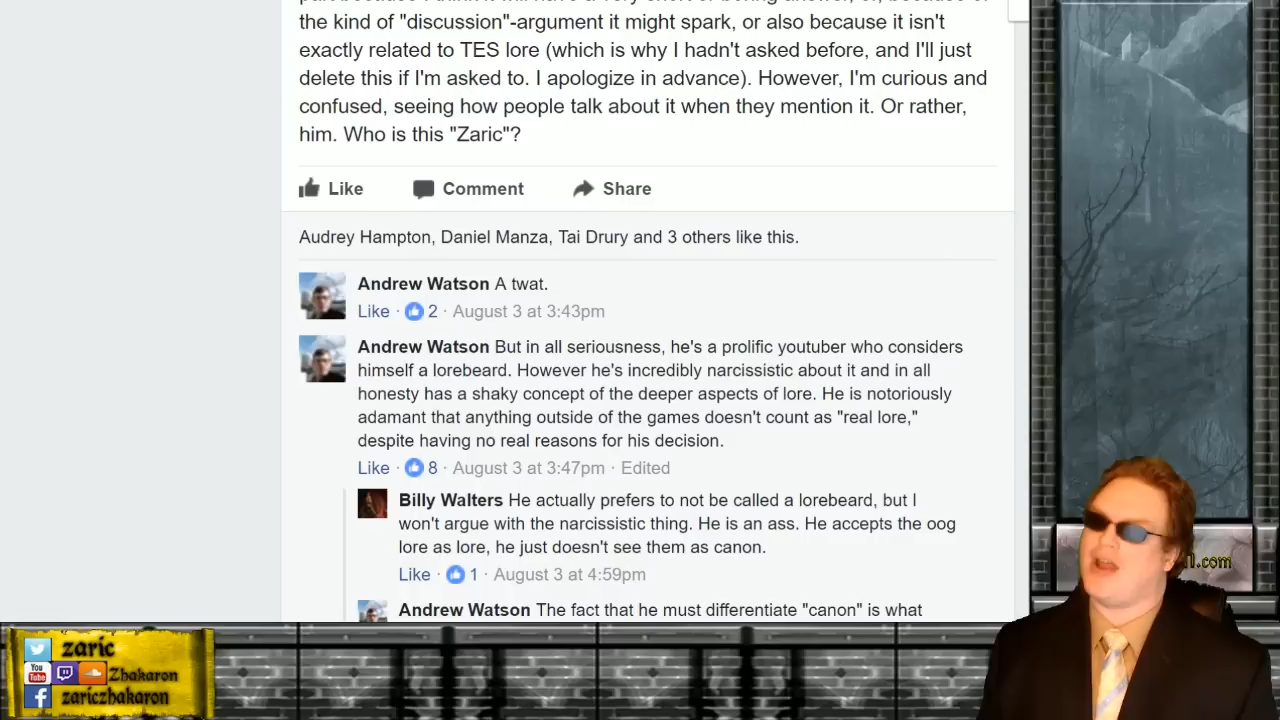 the kind of "discussion"-argument it might spark, or also because it isn't
exactly related to TES lore (which is why I hadn't asked before, and I'll just
delete this if I'm asked to. I apologize in advance). However, I'm curious and
confused, seeing how people talk about it when they mention it. Or rather,
him. Who is this "Zaric"?
Like Comment Share
Audrey Hampton, Daniel Manza, Tai Drury and 3 others like this.
Andrew Watson A twat.
Like · 2 · August 3 at 3:43pm
Andrew Watson But in all seriousness, he's a prolific youtuber who considers
himself a lorebeard. However he's incredibly narcissistic about it and in all
honesty has a shaky concept of the deeper aspects of lore. He is notoriously
adamant that anything outside of the games doesn't count as "real lore,"
despite having no real reasons for his decision.
Like · 8 · August 3 at 3:47pm · Edited
Billy Walters He actually prefers to not be called a lorebeard, but I
won't argue with the narcissistic thing. He is an ass. He accepts the oog
lore as lore, he just doesn't see them as canon.
Like · 1 · August 3 at 4:59pm
Andrew Watson The fact that he must differentiate "canon" is what
.com
zaric
You Tube Zhakaron
zariczhakaron